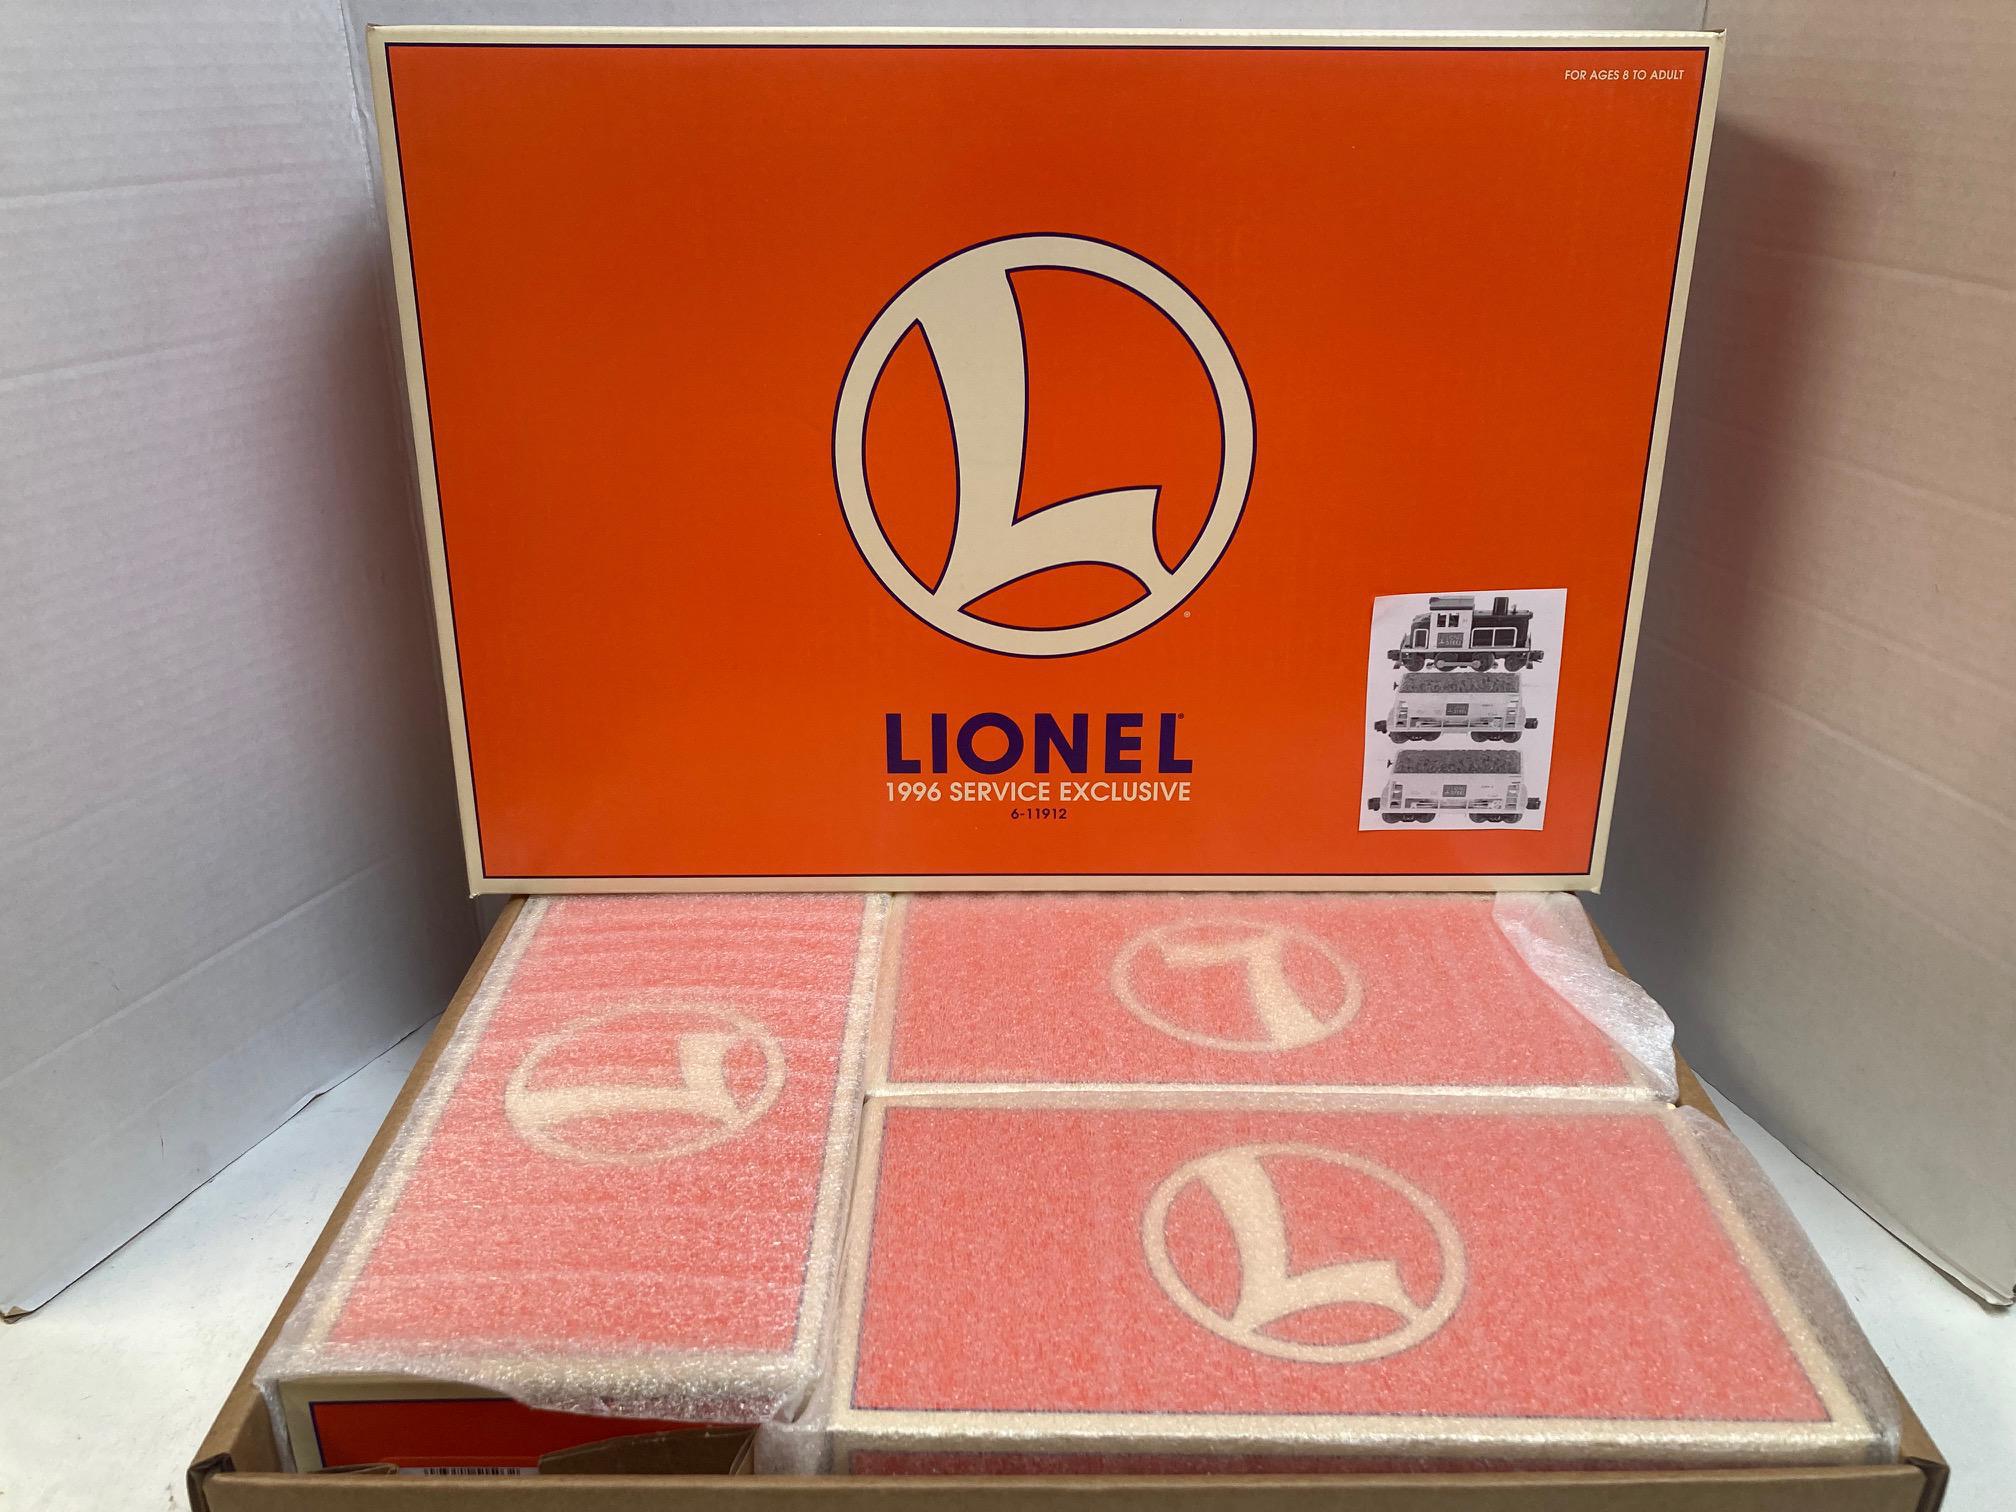 FOR AGES 8 TO ADULT
L
LIONEL®
1996 SERVICE EXCLUSIVE
6-11912
L
L
L